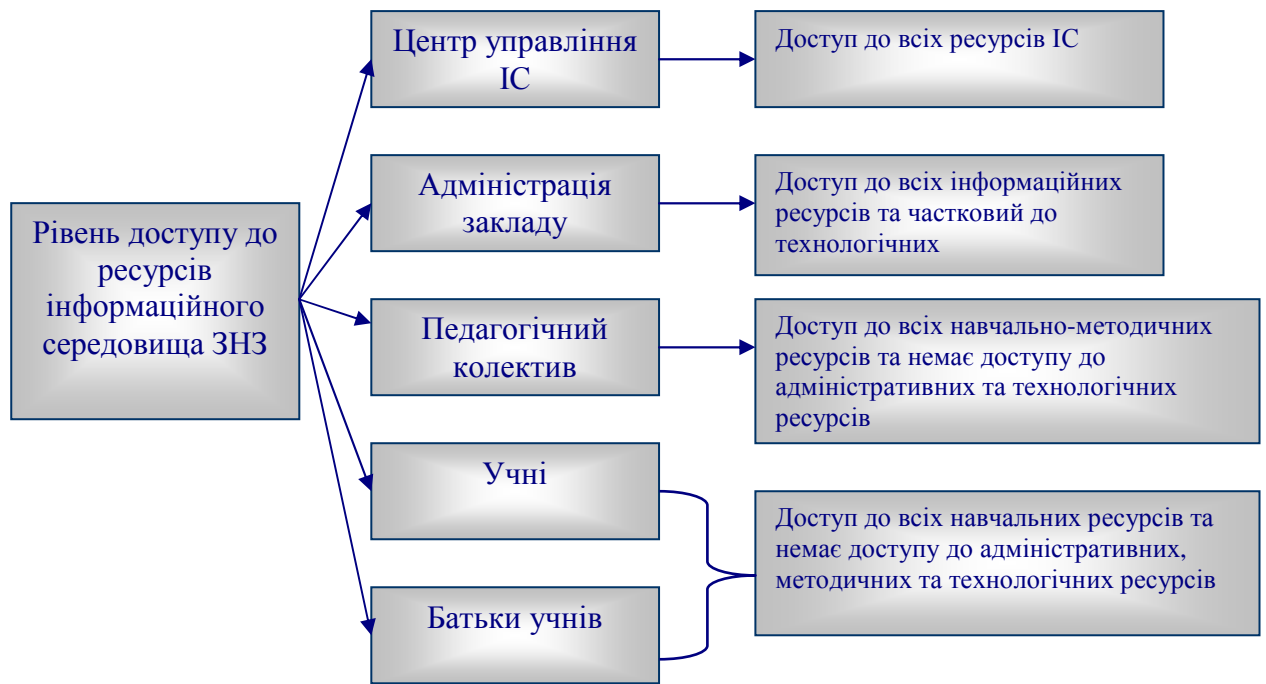 Рівень доступу до
ресурсів
інформаційного
середовища ЗНЗ
Центр управління
ІС
Доступ до всіх ресурсів ІС
Адміністрація
закладу
Доступ до всіх інформаційних
ресурсів та частковий до
технологічних
Педагогічний
колектив
Доступ до всіх навчально-методичних
ресурсів та немає доступу до
адміністративних та технологічних
ресурсів
Учні
Батьки учнів
Доступ до всіх навчальних ресурсів та
немає доступу до адміністративних,
методичних та технологічних ресурсів